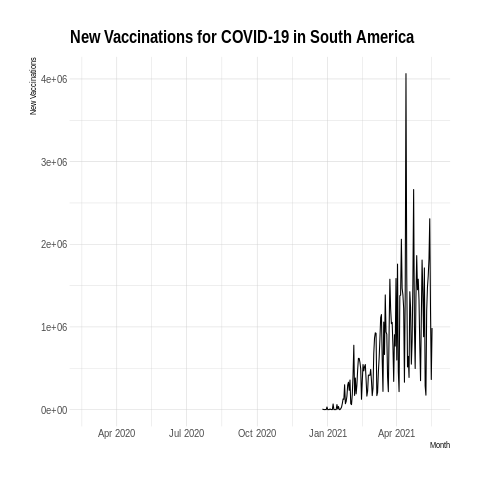 New Vaccinations for COVID-19 in South America
New Vaccinations
4e+06
3e+06
2e+06
1e+06
0e+00
Apr 2020 Jul 2020 Oct 2020 Jan 2021 Apr 2021
Month